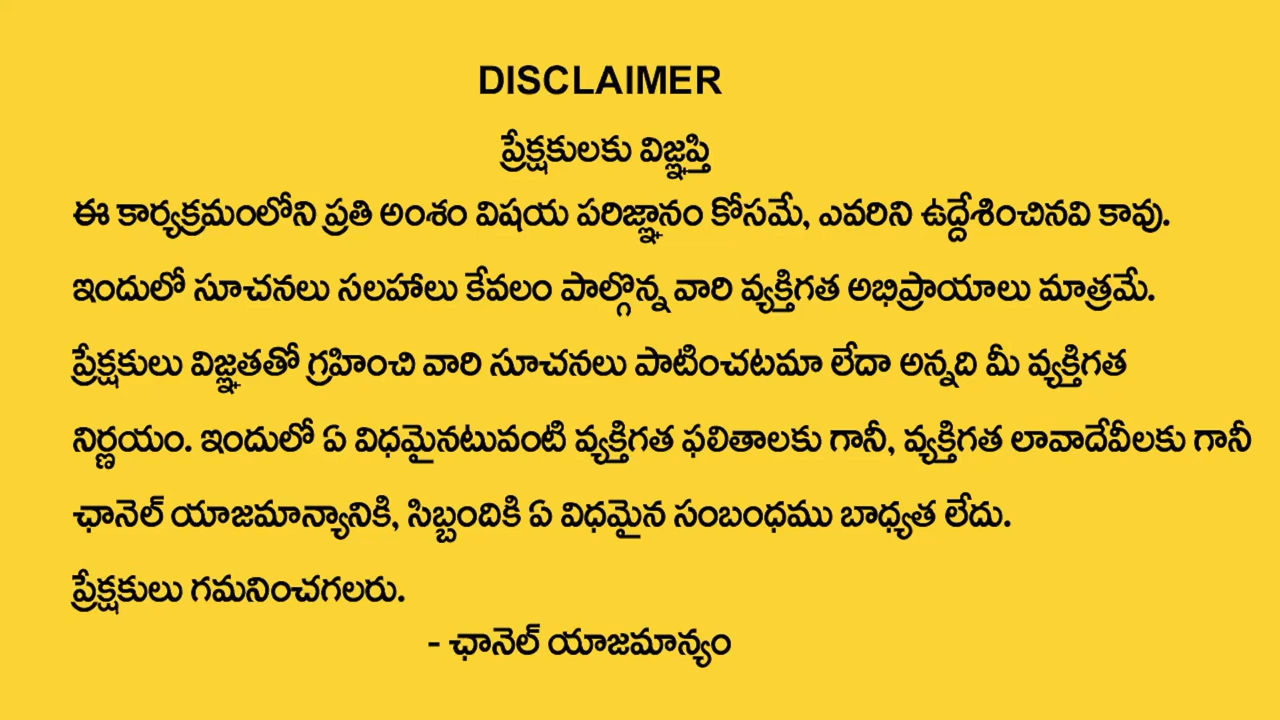 DISCLAIMER
ప్రేక్షకులకు విజ్ఞప్తి
ఈ కార్యక్రమంలోని ప్రతి అంశం విషయ పరిజ్ఞానం కోసమే, ఎవరిని ఉద్దేశించినవి కావు.
ఇందులో సూచనలు సలహాలు కేవలం పాల్గొన్న వారి వ్యక్తిగత అభిప్రాయాలు మాత్రమే.
ప్రేక్షకులు విజ్ఞతతో గ్రహించి వారి సూచనలు పాటించటమా లేదా అన్నది మీ వ్యక్తిగత
నిర్ణయం. ఇందులో ఏ విధమైనటువంటి వ్యక్తిగత ఫలితాలకు గానీ, వ్యక్తిగత లావాదేవీలకు గానీ
ఛానెల్ యాజమాన్యానికి, సిబ్బందికి ఏ విధమైన సంబంధము బాధ్యత లేదు.
ప్రేక్షకులు గమనించగలరు.
- ఛానెల్ యాజమాన్యం